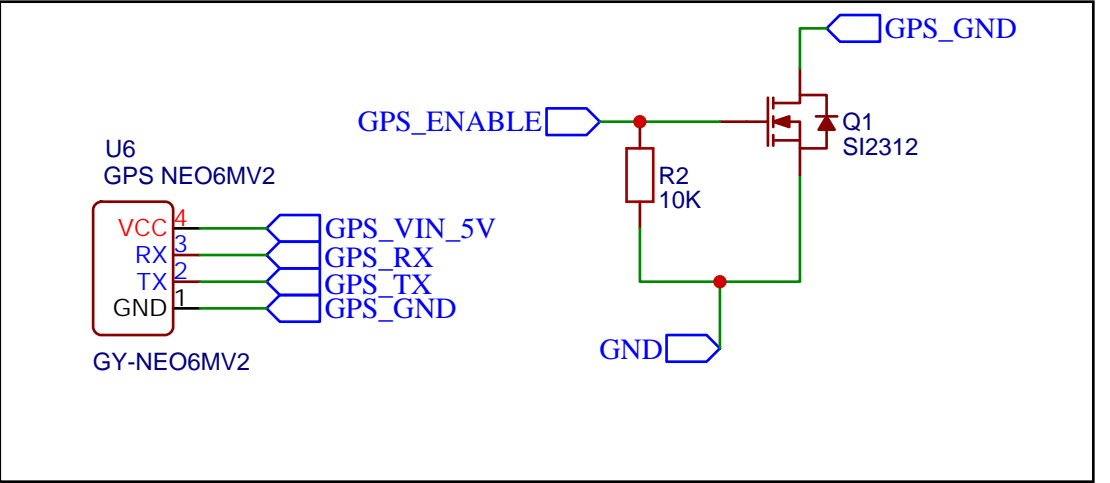 GPS_GND
GPS_ENABLE
Q1
SI2312
R2
10K
GND
U6
GPS NEO6MV2
VCC 4 GPS_VIN_5V
RX 3 GPS_RX
TX 2 GPS_TX
GND 1 GPS_GND
GY-NEO6MV2